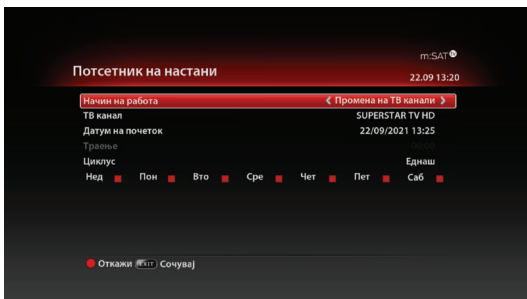 m:SAT tv
Потсетник на настани
22.09 13:20
Начин на работа ❮ Промена на ТВ канали ❯
ТВ канал SUPERSTAR TV HD
Датум на почеток 22/09/2021 13:25
Траење 00:00
Циклус Еднаш
Нед Пон Вто Сре Чет Пет Саб
Откажи EXIT Сочувај